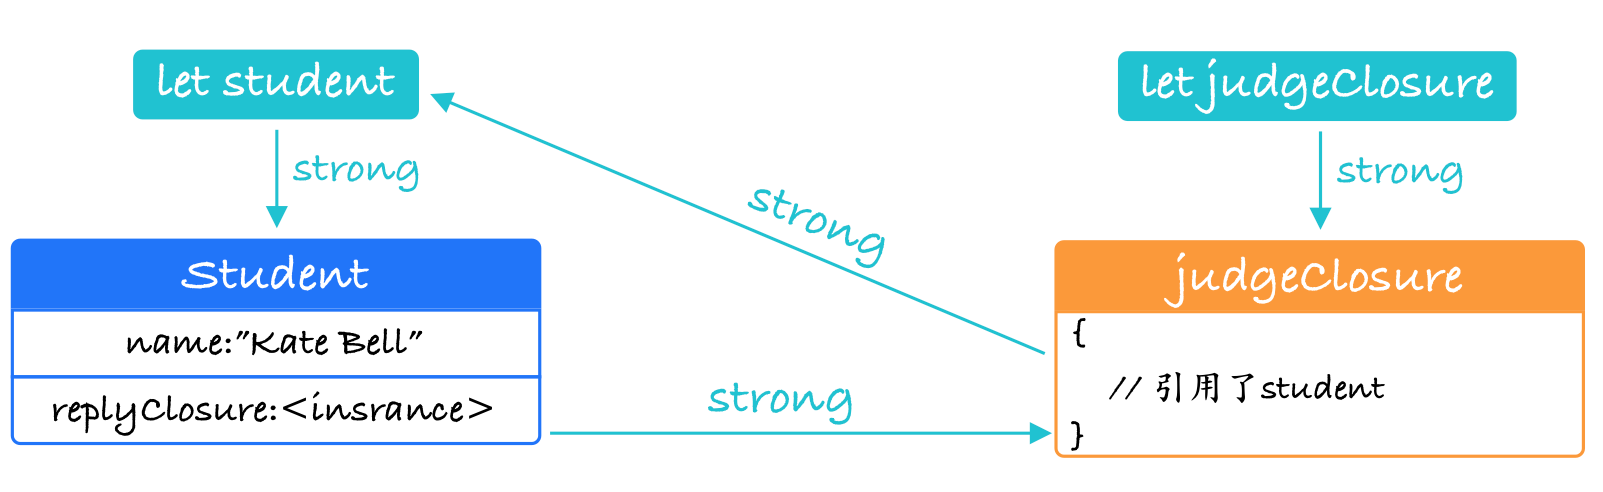 let student
let judgeClosure
strong
strong
strong
Student
name:"Kate Bell"
replyClosure:<insrance>
strong
judgeClosure
{
// 引用了student
}